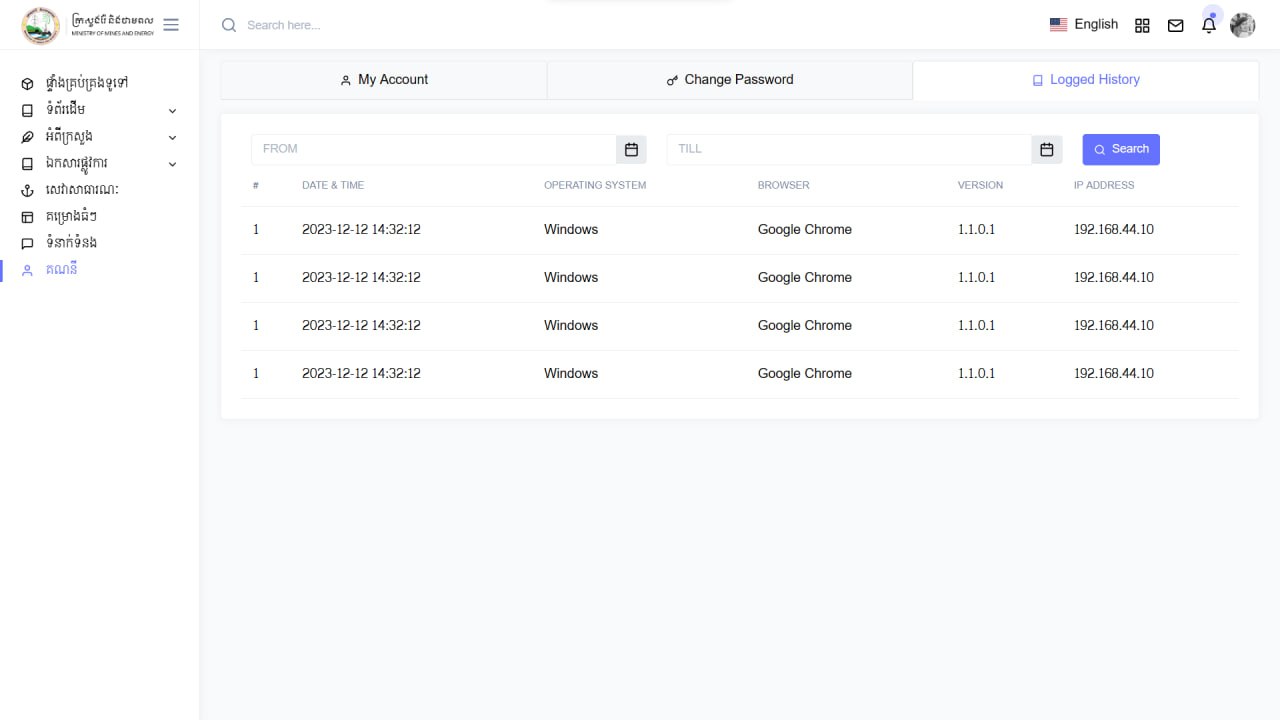 ក្រសួងរ៉ែ និងថាមពល
MINISTRY OF MINES AND ENERGY
Search here...
English
ផ្ទាំងគ្រប់គ្រងទូទៅ
ទំព័រដើម
អំពីក្រសួង
ឯកសារផ្លូវការ
សេវាសាធារណៈ
គម្រោងធំៗ
ទំនាក់ទំនង
គណនី
My Account
Change Password
Logged History
FROM
TILL
Search
# DATE & TIME OPERATING SYSTEM BROWSER VERSION IP ADDRESS
1 2023-12-12 14:32:12 Windows Google Chrome 1.1.0.1 192.168.44.10
1 2023-12-12 14:32:12 Windows Google Chrome 1.1.0.1 192.168.44.10
1 2023-12-12 14:32:12 Windows Google Chrome 1.1.0.1 192.168.44.10
1 2023-12-12 14:32:12 Windows Google Chrome 1.1.0.1 192.168.44.10